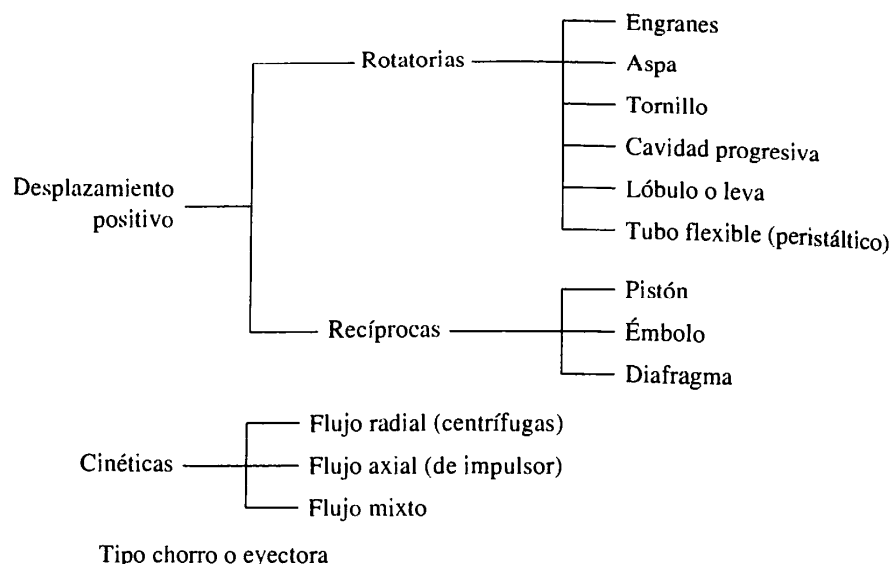 Engranes
Rotatorias
Aspa
Tornillo
Cavidad progresiva
Desplazamiento
positivo
Lóbulo o leva
Tubo flexible (peristáltico)
Pistón
Recíprocas
Émbolo
Diafragma
Flujo radial (centrífugas)
Cinéticas
Flujo axial (de impulsor)
Flujo mixto
Tipo chorro o eyectora